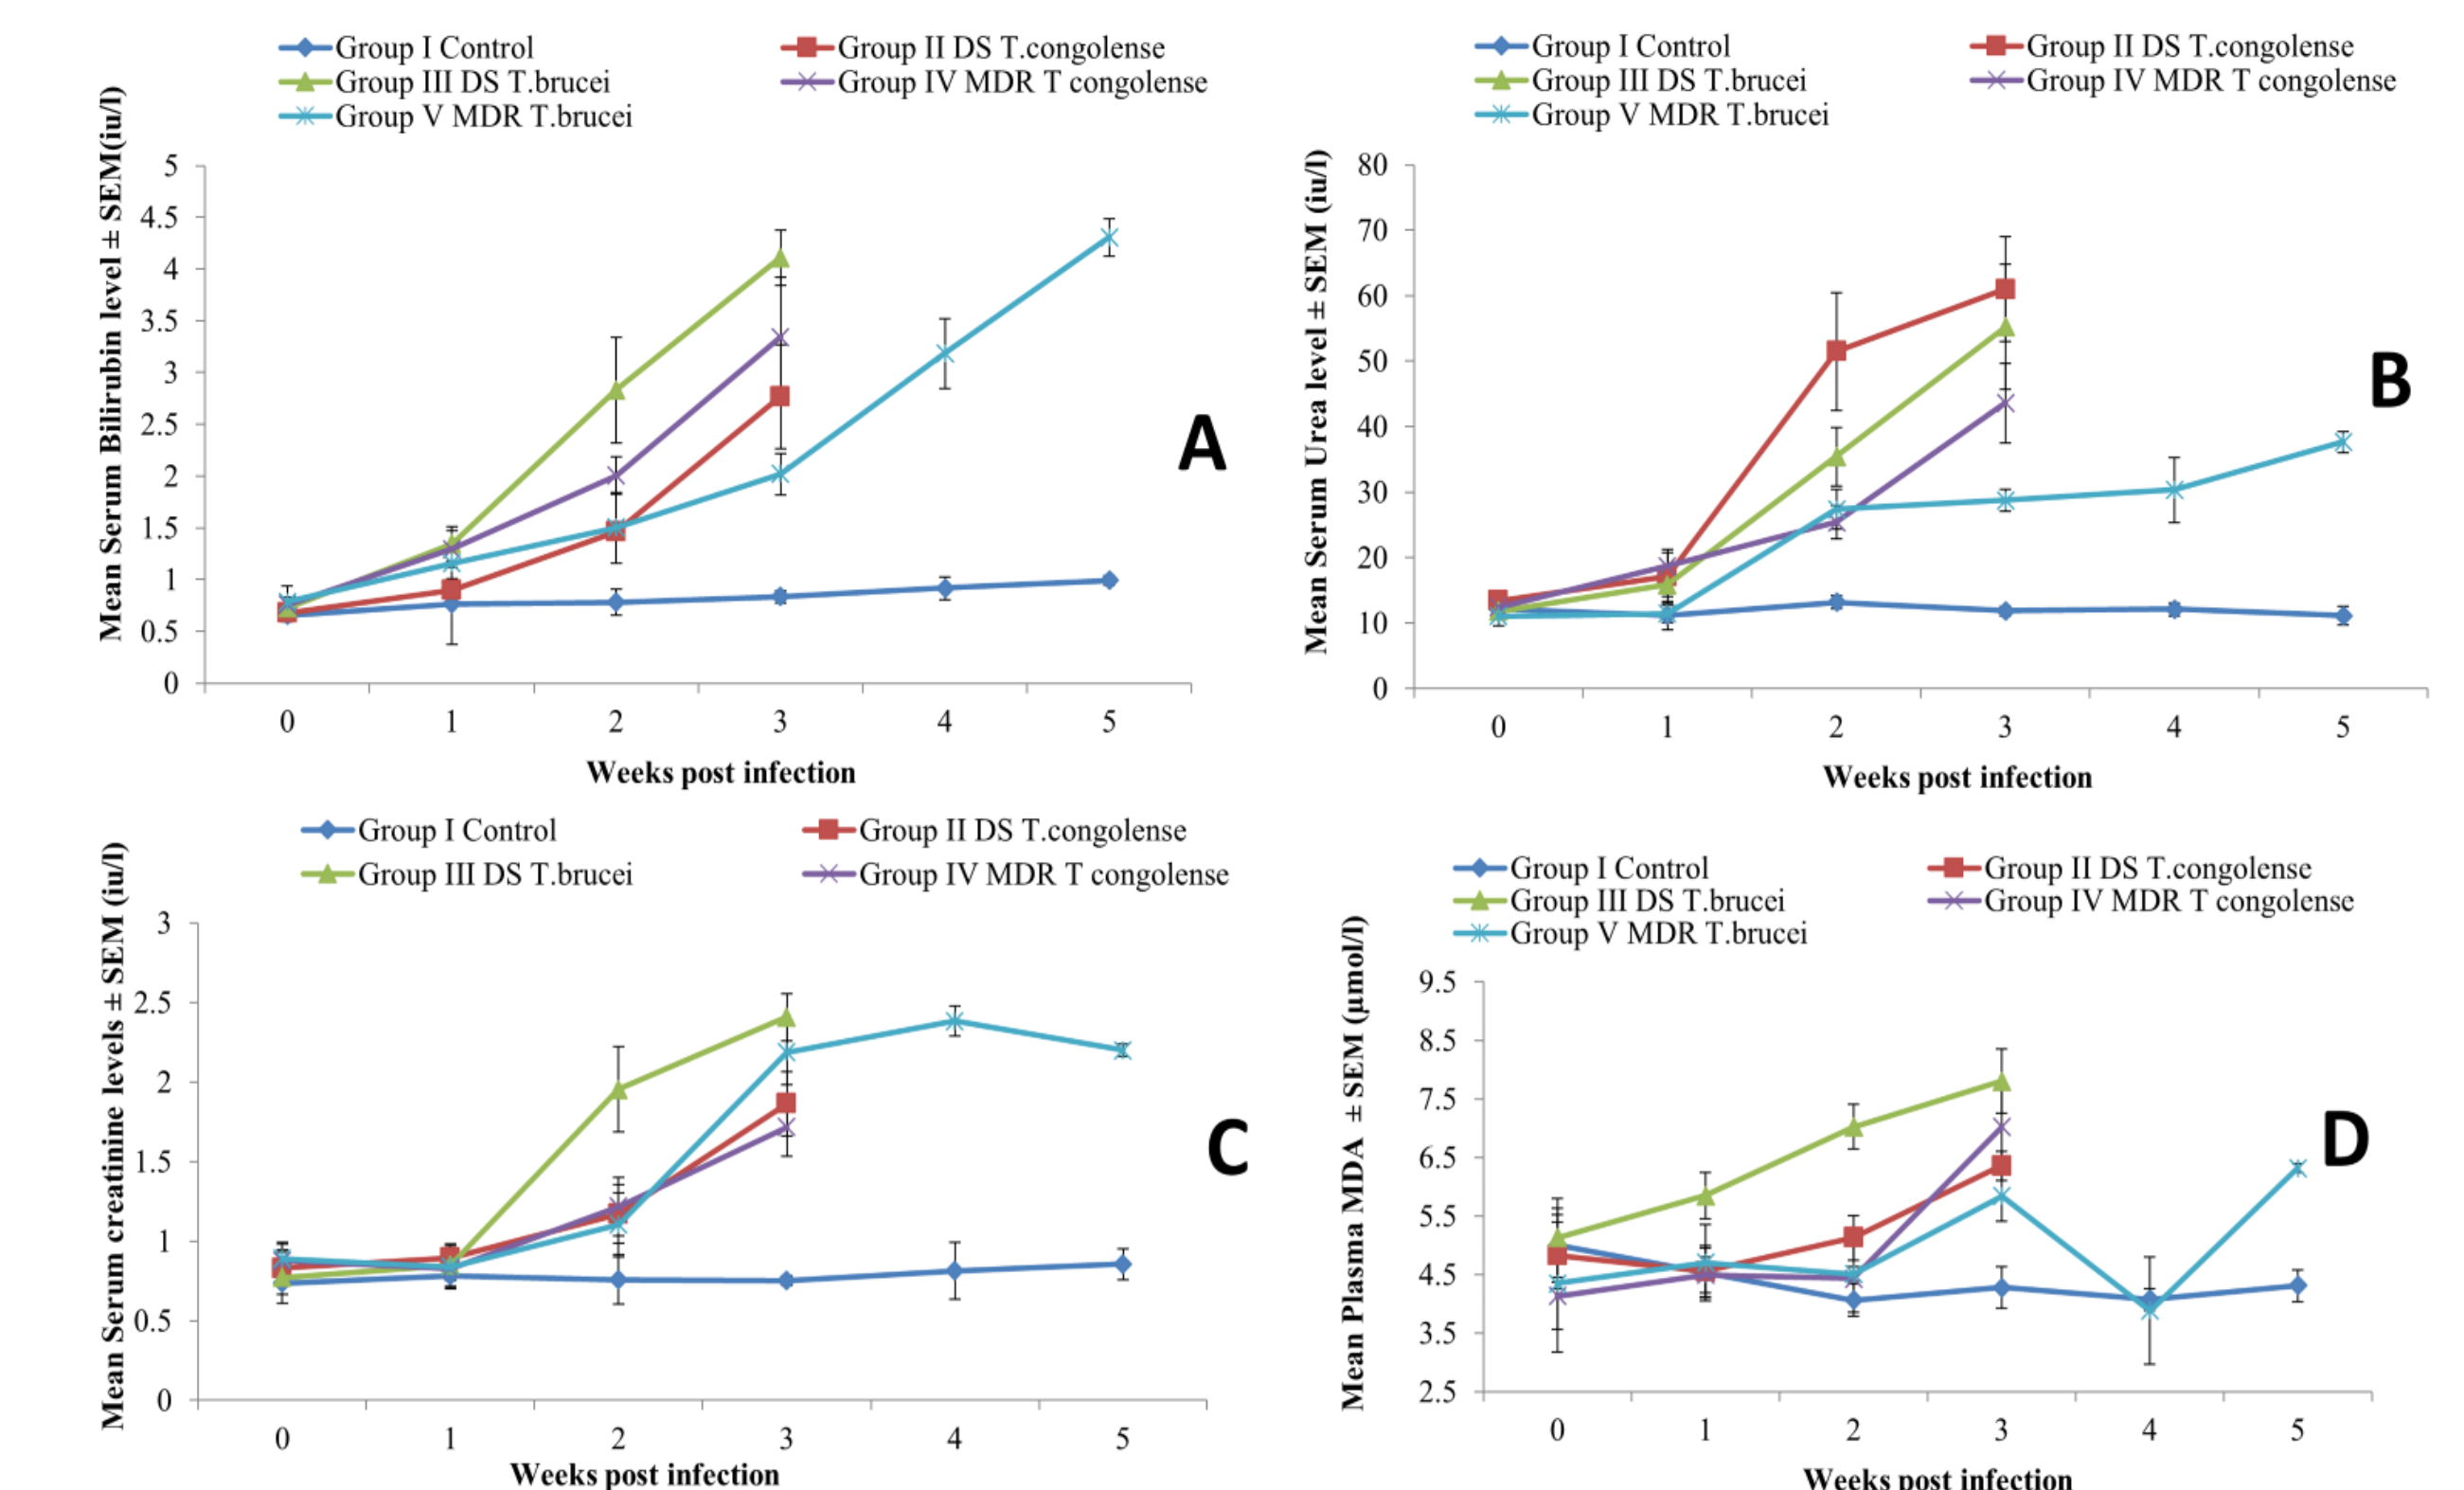 Group I Control
Group II DS T.congolense
Group III DS T.brucei
Group IV MDR T congolense
Group V MDR T.brucei
Mean Serum Bilirubin level ± SEM(iu/l)
5
4.5
4
3.5
3
2.5
2
1.5
1
0.5
0
0 1 2 3 4 5
Weeks post infection
A
Group I Control
Group II DS T.congolense
Group III DS T.brucei
Group IV MDR T congolense
Group V MDR T.brucei
Mean Serum Urea level ± SEM (iu/l)
80
70
60
50
40
30
20
10
0
0 1 2 3 4 5
Weeks post infection
B
Group I Control
Group II DS T.congolense
Group III DS T.brucei
Group IV MDR T congolense
Mean Serum creatinine levels ± SEM (iu/l)
3
2.5
2
1.5
1
0.5
0
0 1 2 3 4 5
Weeks post infection
C
Group I Control
Group II DS T.congolense
Group III DS T.brucei
Group IV MDR T congolense
Group V MDR T.brucei
Mean Plasma MDA ± SEM (µmol/l)
9.5
8.5
7.5
6.5
5.5
4.5
3.5
2.5
0 1 2 3 4 5
Weeks post infection
D